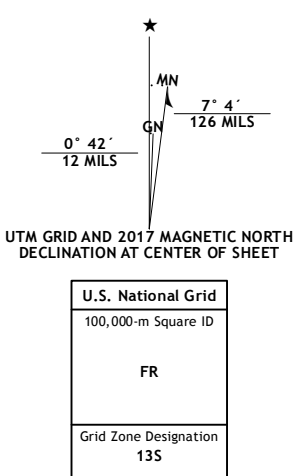 ★
MN
7° 4´
126 MILS
GN
0° 42´
12 MILS
UTM GRID AND 2017 MAGNETIC NORTH
DECLINATION AT CENTER OF SHEET
U.S. National Grid
100,000-m Square ID
FR
Grid Zone Designation
13S